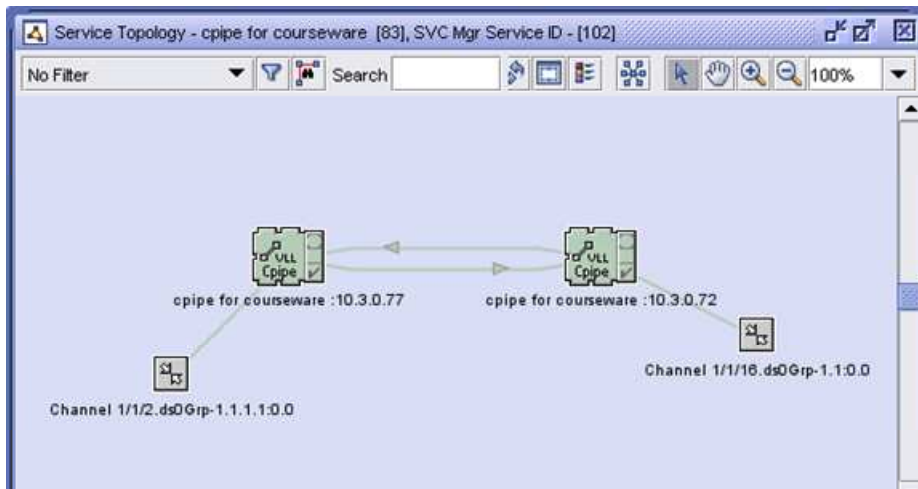 Service Topology - cpipe for courseware [83], SVC Mgr Service ID - [102]
No Filter Search 100%
VLL VLL
Cpipe Cpipe
cpipe for courseware :10.3.0.77 cpipe for courseware :10.3.0.72
Channel 1/1/16.ds0Grp-1.1:0.0
Channel 1/1/2.ds0Grp-1.1.1.1:0.0